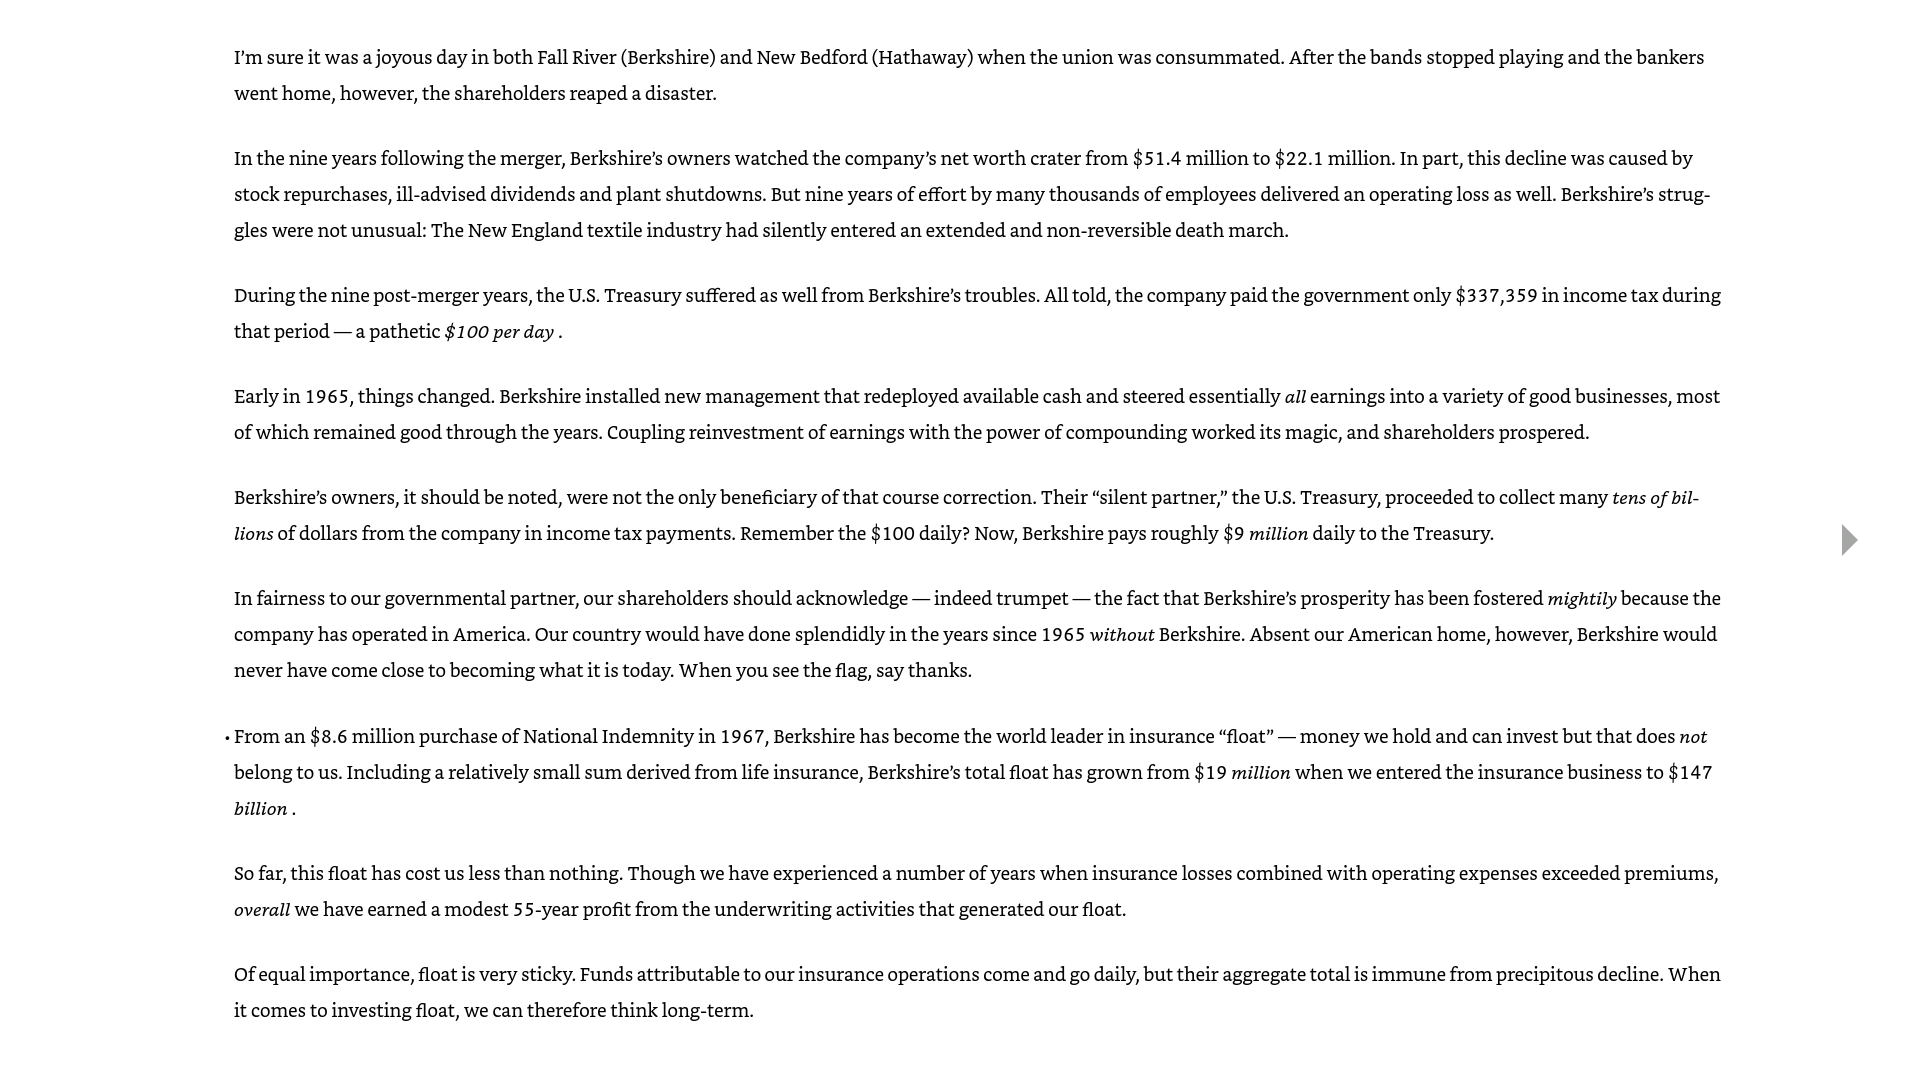 I’m sure it was a joyous day in both Fall River (Berkshire) and New Bedford (Hathaway) when the union was consummated. After the bands stopped playing and the bankers
went home, however, the shareholders reaped a disaster.
In the nine years following the merger, Berkshire’s owners watched the company’s net worth crater from $51.4 million to $22.1 million. In part, this decline was caused by
stock repurchases, ill-advised dividends and plant shutdowns. But nine years of effort by many thousands of employees delivered an operating loss as well. Berkshire’s strug-
gles were not unusual: The New England textile industry had silently entered an extended and non-reversible death march.
During the nine post-merger years, the U.S. Treasury suffered as well from Berkshire’s troubles. All told, the company paid the government only $337,359 in income tax during
that period — a pathetic $100 per day .
Early in 1965, things changed. Berkshire installed new management that redeployed available cash and steered essentially all earnings into a variety of good businesses, most
of which remained good through the years. Coupling reinvestment of earnings with the power of compounding worked its magic, and shareholders prospered.
Berkshire’s owners, it should be noted, were not the only beneficiary of that course correction. Their “silent partner,” the U.S. Treasury, proceeded to collect many tens of bil-
lions of dollars from the company in income tax payments. Remember the $100 daily? Now, Berkshire pays roughly $9 million daily to the Treasury.
In fairness to our governmental partner, our shareholders should acknowledge — indeed trumpet — the fact that Berkshire’s prosperity has been fostered mightily because the
company has operated in America. Our country would have done splendidly in the years since 1965 without Berkshire. Absent our American home, however, Berkshire would
never have come close to becoming what it is today. When you see the flag, say thanks.
• From an $8.6 million purchase of National Indemnity in 1967, Berkshire has become the world leader in insurance “float” — money we hold and can invest but that does not
belong to us. Including a relatively small sum derived from life insurance, Berkshire’s total float has grown from $19 million when we entered the insurance business to $147
billion .
So far, this float has cost us less than nothing. Though we have experienced a number of years when insurance losses combined with operating expenses exceeded premiums,
overall we have earned a modest 55-year profit from the underwriting activities that generated our float.
Of equal importance, float is very sticky. Funds attributable to our insurance operations come and go daily, but their aggregate total is immune from precipitous decline. When
it comes to investing float, we can therefore think long-term.